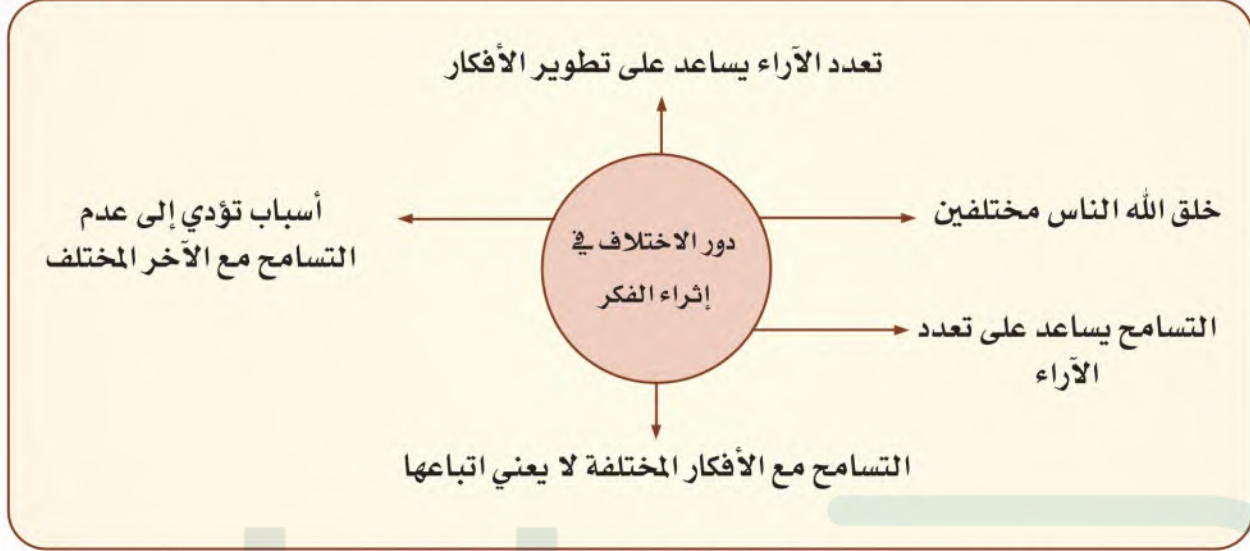 تعدد الآراء يساعد على تطوير الأفكار
خلق الله الناس مختلفين
دور الاختلاف في
إثراء الفكر
أسباب تؤدي إلى عدم
التسامح مع الآخر المختلف
التسامح يساعد على تعدد
الآراء
التسامح مع الأفكار المختلفة لا يعني اتباعها